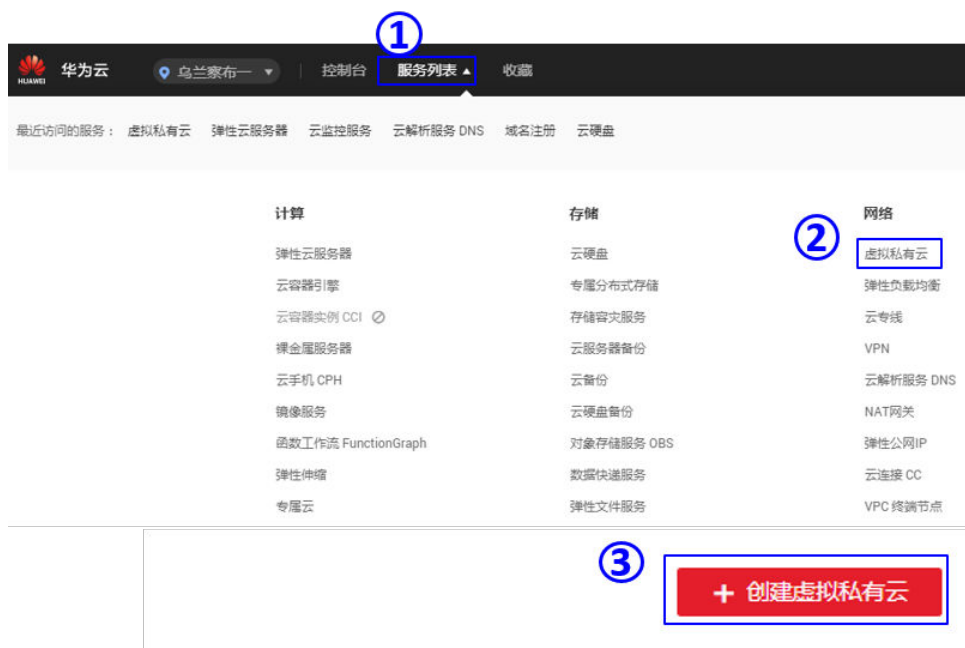 ①
HUAWEI 华为云 乌兰察布一 控制台 服务列表 收藏
最近访问的服务： 虚拟私有云 弹性云服务器 云监控服务 云解析服务 DNS 域名注册 云硬盘
计算 存储 网络
②
弹性云服务器 云硬盘 虚拟私有云
云容器引擎 专属分布式存储 弹性负载均衡
云容器实例 CCI 存储容灾服务 云专线
裸金属服务器 云服务器备份 VPN
云手机 CPH 云备份 云解析服务 DNS
镜像服务 云硬盘备份 NAT网关
函数工作流 FunctionGraph 对象存储服务 OBS 弹性公网IP
弹性伸缩 数据快递服务 云连接 CC
专属云 弹性文件服务 VPC 终端节点
③
+ 创建虚拟私有云